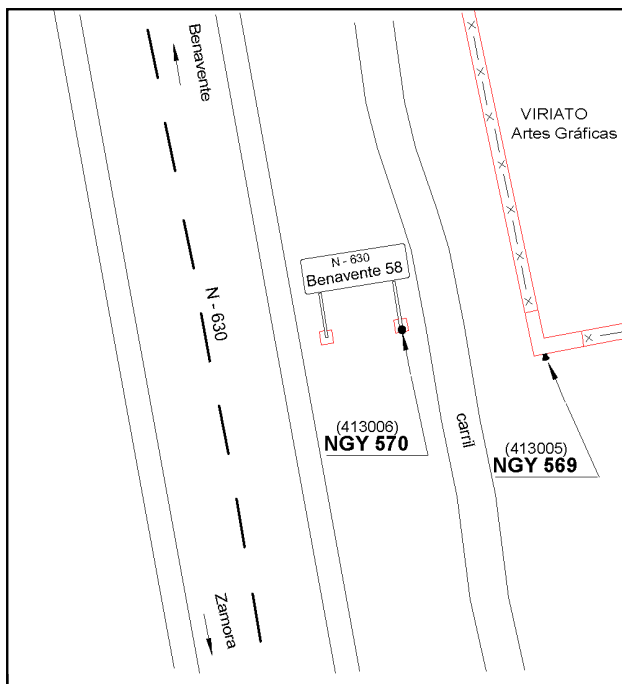 Benavente
VIRIATO
Artes Gráficas
N - 630
Benavente 58
N - 630
(413006)
NGY 570
carril
(413005)
NGY 569
Zamora